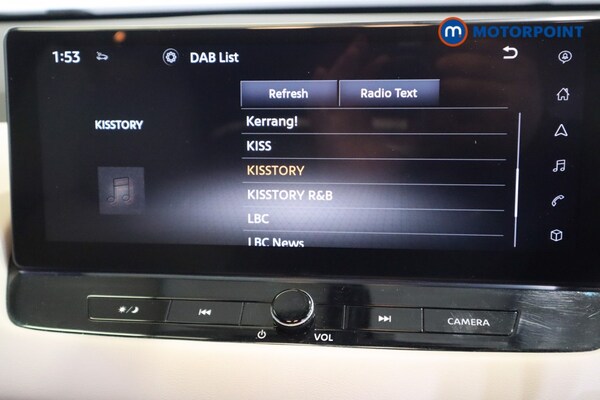 m MOTORPOINT
1:53 DAB List
Refresh Radio Text
KISSTORY
Kerrang!
KISS
KISSTORY
KISSTORY R&B
LBC
LBC News
VOL
CAMERA